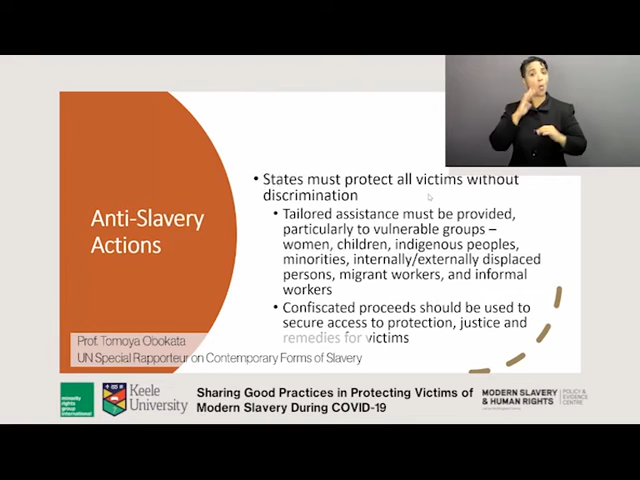 Anti-Slavery
Actions
• States must protect all victims without
discrimination
• Tailored assistance must be provided,
particularly to vulnerable groups –
women, children, indigenous peoples,
minorities, internally/externally displaced
persons, migrant workers, and informal
workers
• Confiscated proceeds should be used to
secure access to protection, justice and
remedies for victims
Prof. Tomoya Obokata
UN Special Rapporteur on Contemporary Forms of Slavery
minority
rights
group
international
Keele
University
Sharing Good Practices in Protecting Victims of
Modern Slavery During COVID-19
MODERN SLAVERY
& HUMAN RIGHTS
POLICY &
EVIDENCE
CENTRE